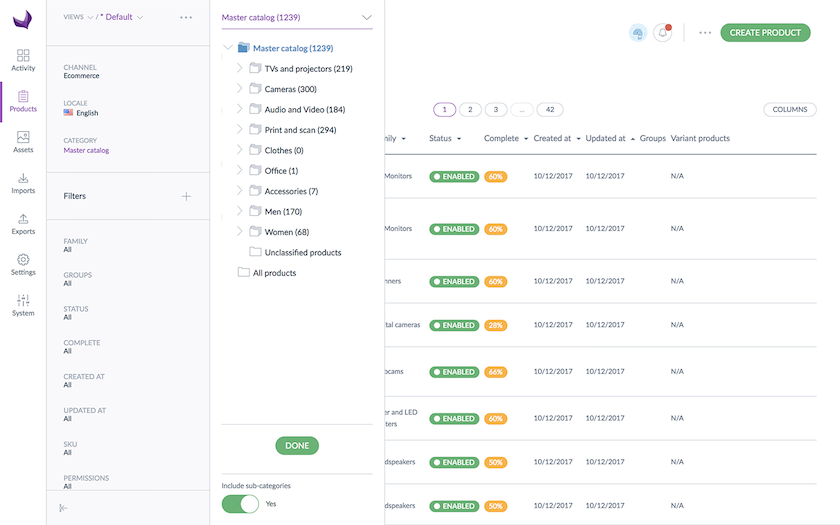 Activity
Products
Assets
Imports
Exports
Settings
System
VIEWS / * Default
CHANNEL
Ecommerce
LOCALE
English
CATEGORY
Master catalog
Filters
FAMILY
All
GROUPS
All
STATUS
All
COMPLETE
All
CREATED AT
All
UPDATED AT
All
SKU
All
PERMISSIONS
All
Master catalog (1239)
Master catalog (1239)
TVs and projectors (219)
Cameras (300)
Audio and Video (184)
Print and scan (294)
Clothes (0)
Office (1)
Accessories (7)
Men (170)
Women (68)
Unclassified products
All products
DONE
Include sub-categories
Yes
CREATE PRODUCT
1 2 3 ... 42
COLUMNS
nily Status Complete Created at Updated at Groups Variant products
Monitors ENABLED 60% 10/12/2017 10/12/2017 N/A
Monitors ENABLED 60% 10/12/2017 10/12/2017 N/A
nners ENABLED 60% 10/12/2017 10/12/2017 N/A
tal cameras ENABLED 28% 10/12/2017 10/12/2017 N/A
ocams ENABLED 66% 10/12/2017 10/12/2017 N/A
er and LED
ters ENABLED 60% 10/12/2017 10/12/2017 N/A
dspeakers ENABLED 50% 10/12/2017 10/12/2017 N/A
dspeakers ENABLED 50% 10/12/2017 10/12/2017 N/A